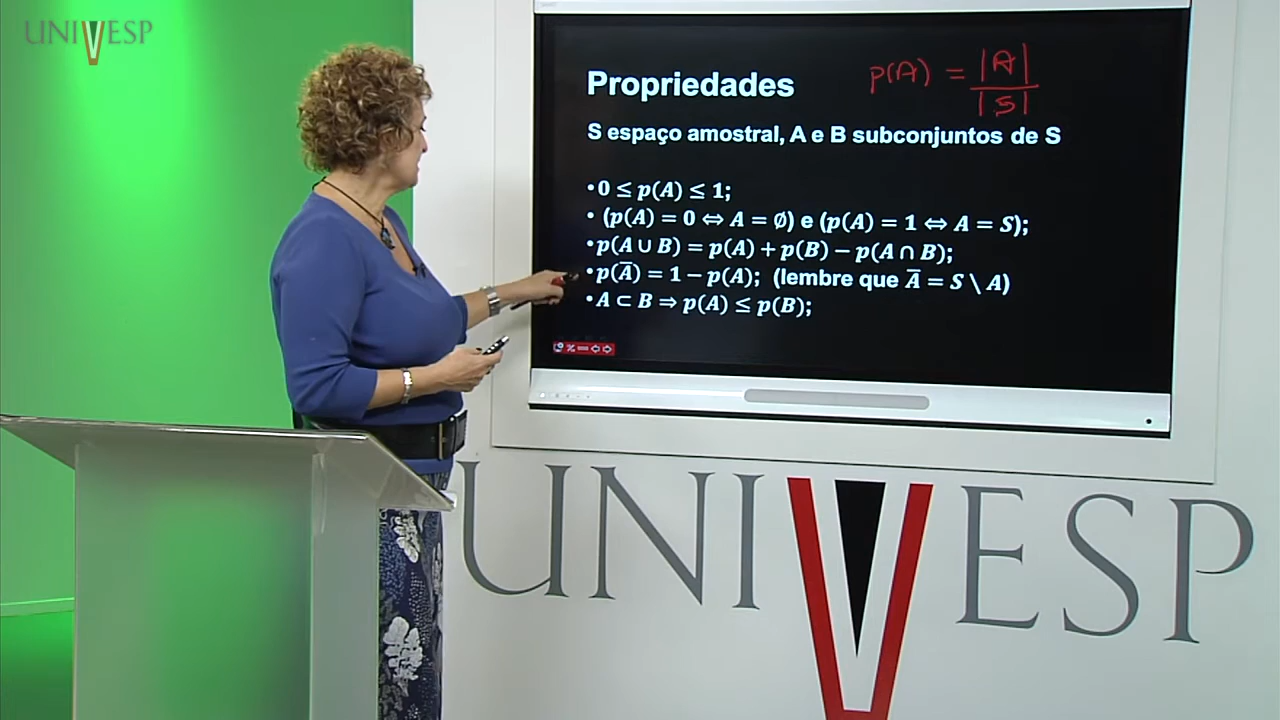 UNIVESP
Propriedades
p(A) = |A| / |S|
S espaço amostral, A e B subconjuntos de S
• 0 ≤ p(A) ≤ 1;
• (p(A) = 0 ⇔ A = ∅) e (p(A) = 1 ⇔ A = S);
• p(A ∪ B) = p(A) + p(B) − p(A ∩ B);
• p(A̅) = 1 − p(A); (lembre que A̅ = S \ A)
• A ⊂ B ⇒ p(A) ≤ p(B);
UNIVESP